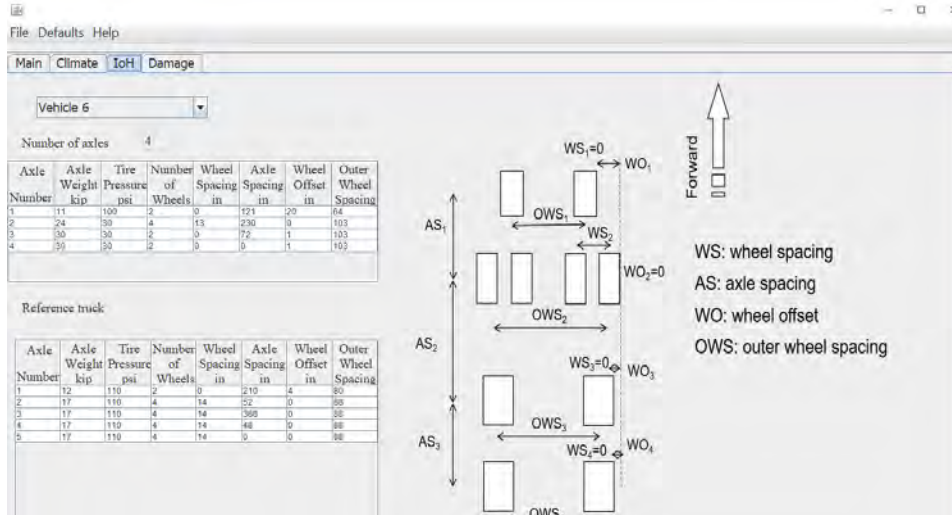 File Defaults Help
Main Climate IoH Damage
Vehicle 6
Number of axles 4
Axle Number Axle Weight kip Tire Pressure psi Number of Wheels Wheel Spacing in Axle Spacing in Wheel Offset in Outer Wheel Spacing
1 11 100 2 0 121 20 64
2 24 30 4 13 230 0 103
3 30 30 2 0 72 1 103
4 30 30 2 0 0 1 103
Reference truck
Axle Number Axle Weight kip Tire Pressure psi Number of Wheels Wheel Spacing in Axle Spacing in Wheel Offset in Outer Wheel Spacing
1 12 110 2 0 210 4 80
2 17 110 4 14 52 0 88
3 17 110 4 14 0 88
4 17 110 4 14 48 0 88
5 17 110 4 14 0 0 88
WS₁=0
WO₁
OWS₁
AS₁
WS₂
WO₂=0
OWS₂
AS₂
WS₃=0
WO₃
OWS₃
AS₃
WS₄=0
WO₄
OWS
Forward
WS: wheel spacing
AS: axle spacing
WO: wheel offset
OWS: outer wheel spacing